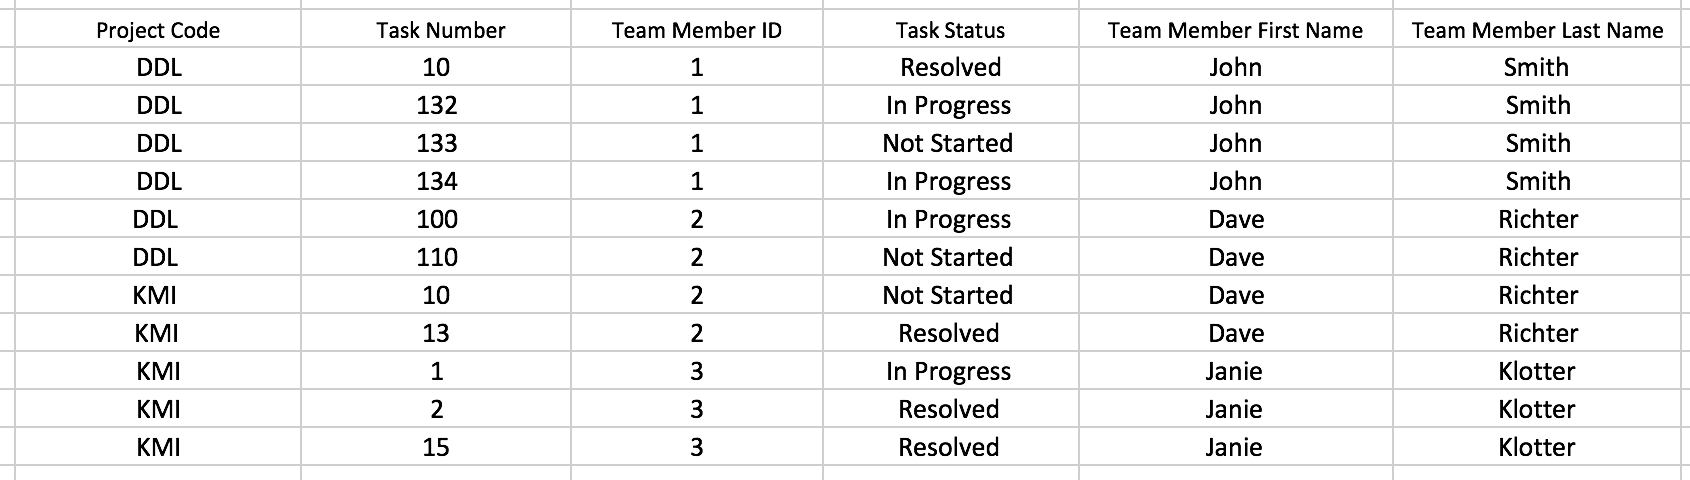 Project Code Task Number Team Member ID Task Status Team Member First Name Team Member Last Name
DDL 10 1 Resolved John Smith
DDL 132 1 In Progress John Smith
DDL 133 1 Not Started John Smith
DDL 134 1 In Progress John Smith
DDL 100 2 In Progress Dave Richter
DDL 110 2 Not Started Dave Richter
KMI 10 2 Not Started Dave Richter
KMI 13 2 Resolved Dave Richter
KMI 1 3 In Progress Janie Klotter
KMI 2 3 Resolved Janie Klotter
KMI 15 3 Resolved Janie Klotter